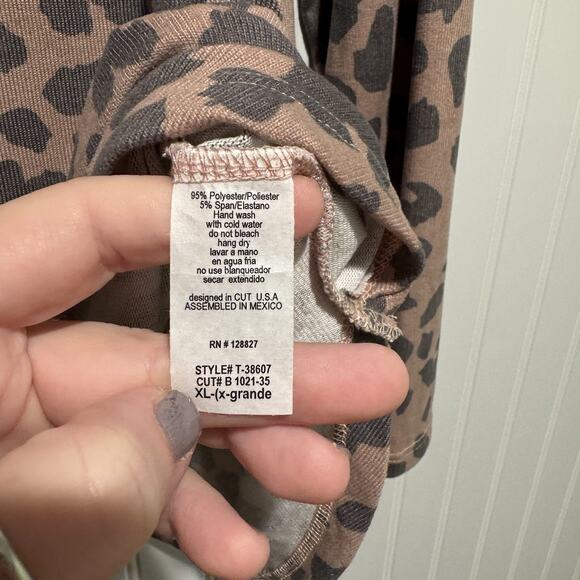 95% Polyester/Poliester
5% Span/Elastano
Hand wash
with cold water
do not bleach
hang dry
lavar a mano
en agua fria
no use blanqueador
secar extendido
designed in CUT U.S.A
ASSEMBLED IN MEXICO
RN # 128827
STYLE# T-38607
CUT# B 1021-35
XL-(x-grande